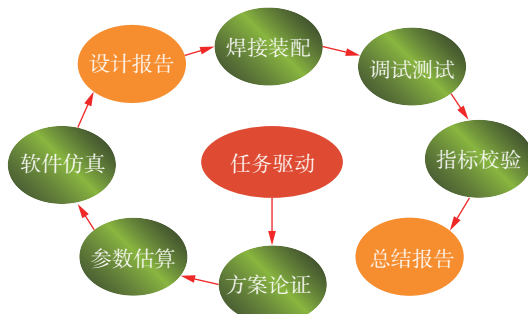 任务驱动
方案论证
参数估算
软件仿真
设计报告
焊接装配
调试测试
指标校验
总结报告